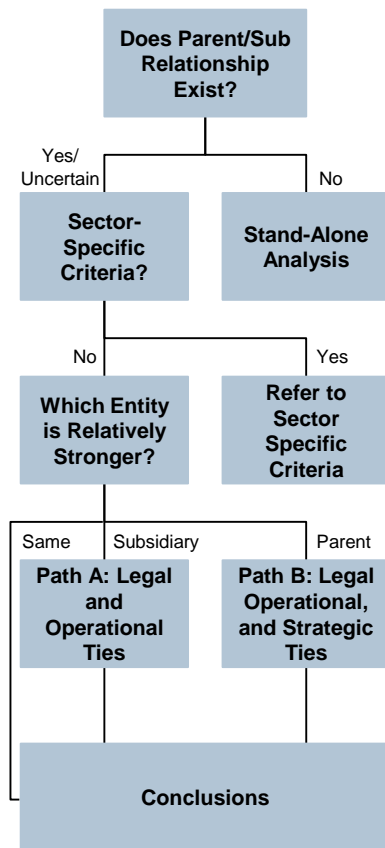 Does Parent/Sub
Relationship
Exist?
Yes/
Uncertain
No
Sector-
Specific
Criteria?
Stand-Alone
Analysis
No
Yes
Which Entity
is Relatively
Stronger?
Refer to
Sector
Specific
Criteria
Same
Subsidiary
Parent
Path A: Legal
and
Operational
Ties
Path B: Legal
Operational,
and Strategic
Ties
Conclusions